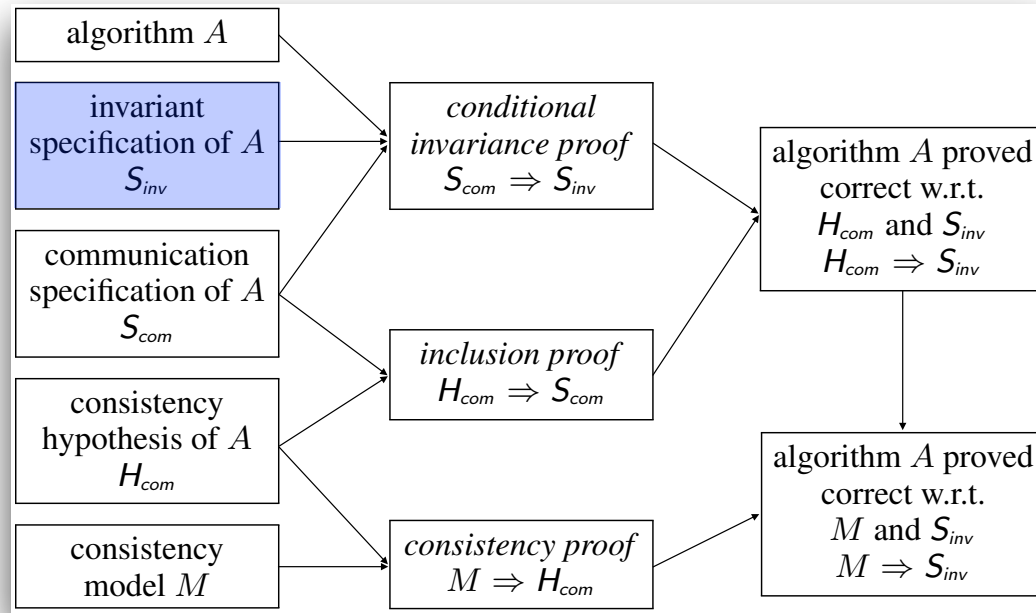 algorithm A
invariant
specification of A
S_inv
communication
specification of A
S_com
consistency
hypothesis of A
H_com
consistency
model M
conditional
invariance proof
S_com ⇒ S_inv
inclusion proof
H_com ⇒ S_com
consistency proof
M ⇒ H_com
algorithm A proved
correct w.r.t.
H_com and S_inv
H_com ⇒ S_inv
algorithm A proved
correct w.r.t.
M and S_inv
M ⇒ S_inv